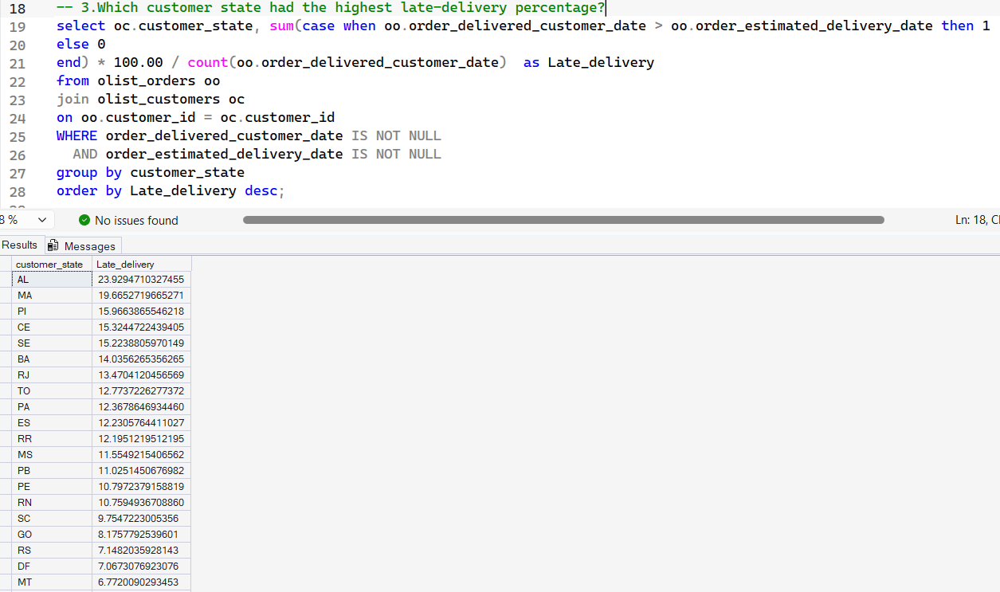 18 -- 3.Which customer state had the highest late-delivery percentage?
19 select oc.customer_state, sum(case when oo.order_delivered_customer_date > oo.order_estimated_delivery_date then 1
20 else 0
21 end) * 100.00 / count(oo.order_delivered_customer_date)  as Late_delivery
22 from olist_orders oo
23 join olist_customers oc
24 on oo.customer_id = oc.customer_id
25 WHERE order_delivered_customer_date IS NOT NULL
26   AND order_estimated_delivery_date IS NOT NULL
27 group by customer_state
28 order by Late_delivery desc;
8 % No issues found Ln: 18, C
Results Messages
customer_state Late_delivery
AL 23.9294710327455
MA 19.6652719665271
PI 15.9663865546218
CE 15.3244722439405
SE 15.2238805970149
BA 14.0356265356265
RJ 13.4704120456569
TO 12.7737226277372
PA 12.3678646934460
ES 12.2305764411027
RR 12.1951219512195
MS 11.5549215406562
PB 11.0251450676982
PE 10.7972379158819
RN 10.7594936708860
SC 9.7547223005356
GO 8.1757792539601
RS 7.1482035928143
DF 7.0673076923076
MT 6.7720090293453